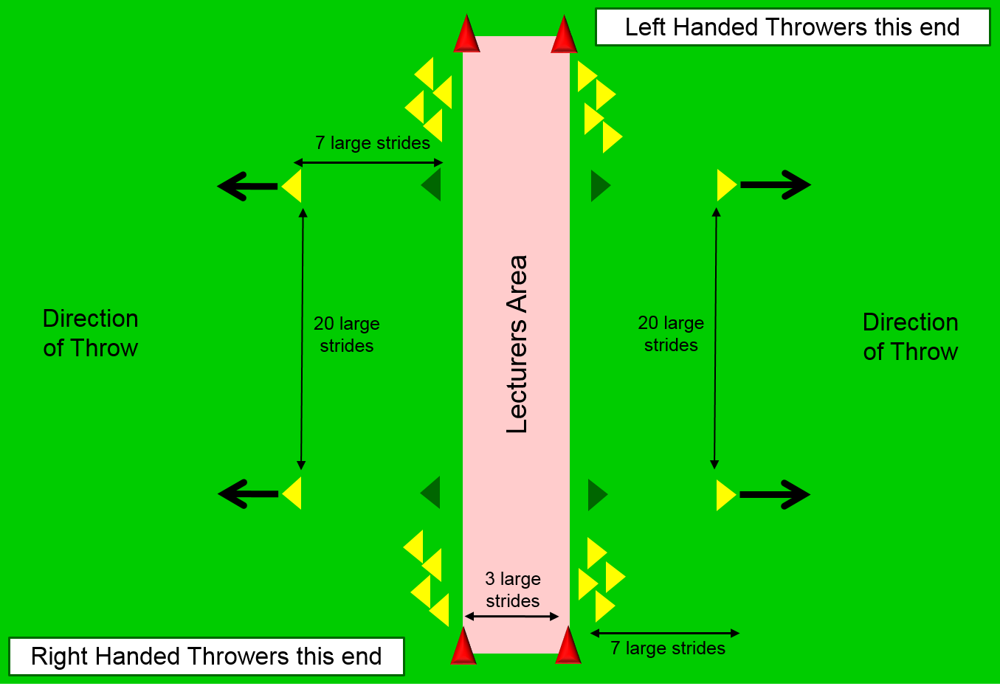 Left Handed Throwers this end
7 large strides
Direction
of Throw
20 large
strides
Lecturers Area
20 large
strides
Direction
of Throw
3 large
strides
7 large strides
Right Handed Throwers this end